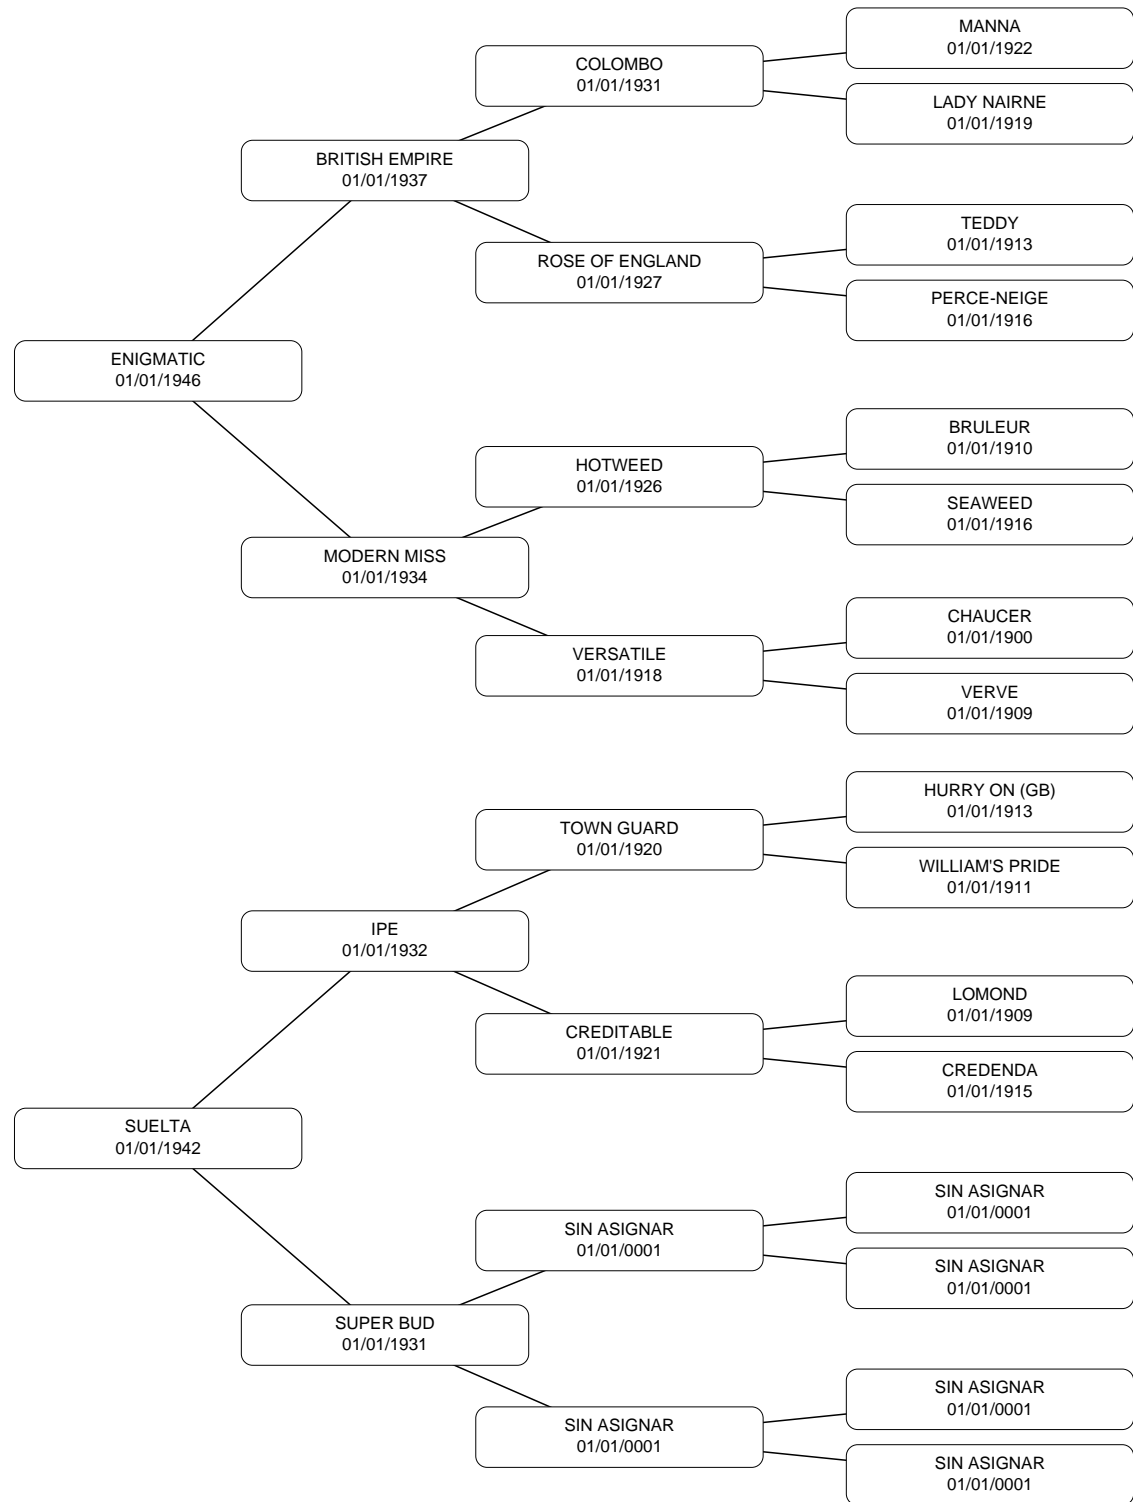 MANNA
01/01/1922
COLOMBO
01/01/1931
LADY NAIRNE
01/01/1919
BRITISH EMPIRE
01/01/1937
TEDDY
01/01/1913
ROSE OF ENGLAND
01/01/1927
PERCE-NEIGE
01/01/1916
ENIGMATIC
01/01/1946
BRULEUR
01/01/1910
HOTWEED
01/01/1926
SEAWEED
01/01/1916
MODERN MISS
01/01/1934
CHAUCER
01/01/1900
VERSATILE
01/01/1918
VERVE
01/01/1909
HURRY ON (GB)
01/01/1913
TOWN GUARD
01/01/1920
WILLIAM'S PRIDE
01/01/1911
IPE
01/01/1932
LOMOND
01/01/1909
CREDITABLE
01/01/1921
CREDENDA
01/01/1915
SUELTA
01/01/1942
SIN ASIGNAR
01/01/0001
SIN ASIGNAR
01/01/0001
SIN ASIGNAR
01/01/0001
SUPER BUD
01/01/1931
SIN ASIGNAR
01/01/0001
SIN ASIGNAR
01/01/0001
SIN ASIGNAR
01/01/0001